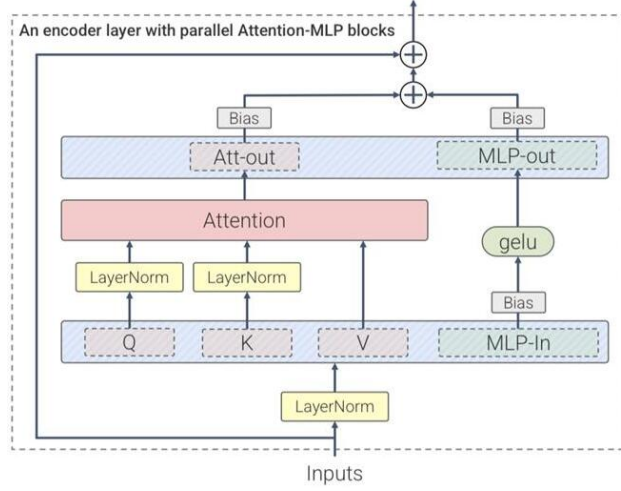 An encoder layer with parallel Attention-MLP blocks
Bias
Bias
Att-out
MLP-out
Attention
gelu
LayerNorm
LayerNorm
Bias
Q
K
V
MLP-In
LayerNorm
Inputs